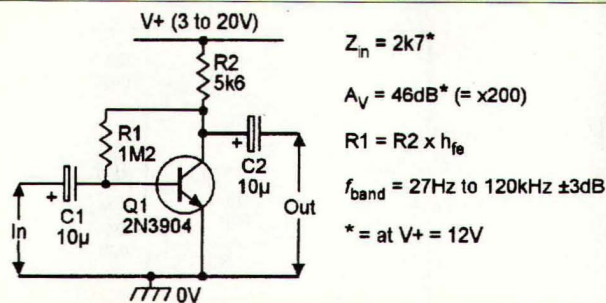 V+ (3 to 20V)
R2
5k6
R1
1M2
+
C1
10µ
Q1
2N3904
+
C2
10µ
In
Out
0V
Zin = 2k7*
AV = 46dB* (= x200)
R1 = R2 x hfe
fband = 27Hz to 120kHz ±3dB
* = at V+ = 12V